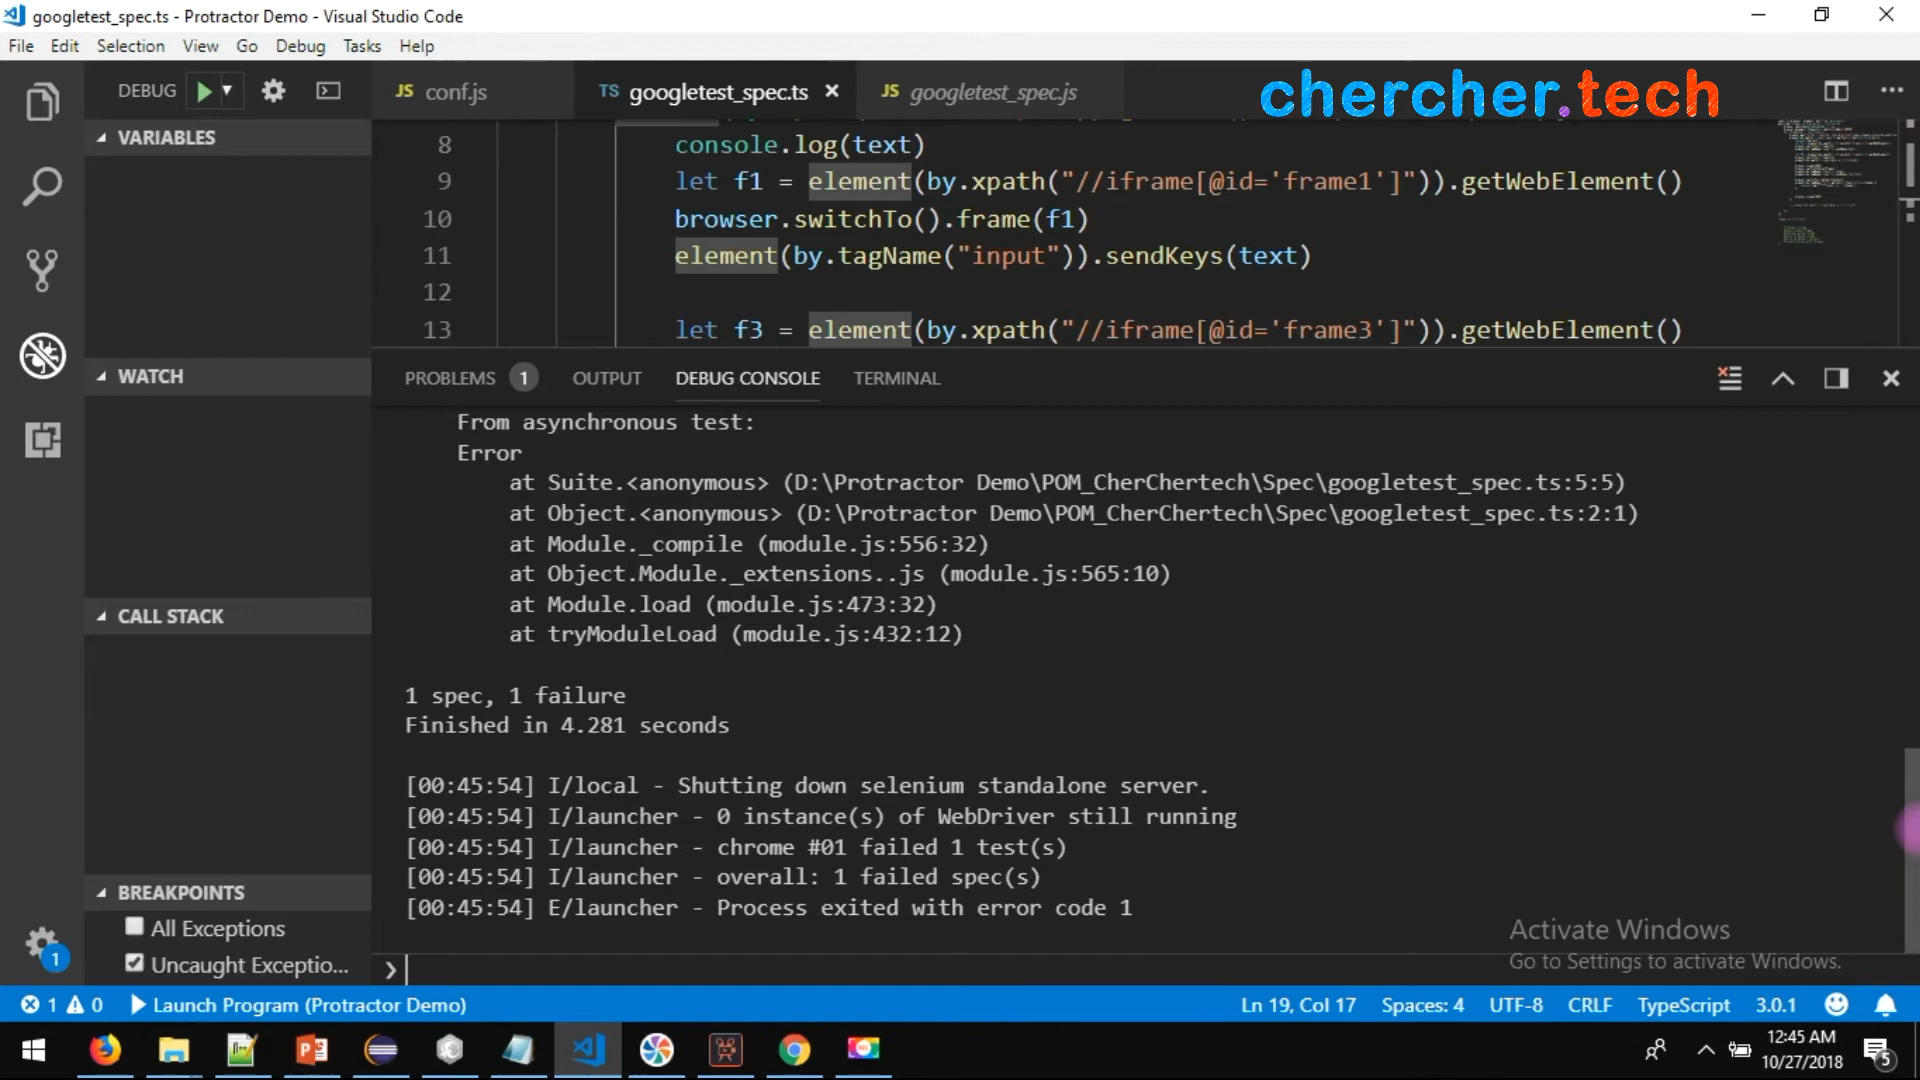 googletest_spec.ts - Protractor Demo - Visual Studio Code
File Edit Selection View Go Debug Tasks Help
DEBUG
JS conf.js
TS googletest_spec.ts
JS googletest_spec.js
chercher.tech
VARIABLES
8 console.log(text)
9 let f1 = element(by.xpath("//iframe[@id='frame1']")).getWebElement()
10 browser.switchTo().frame(f1)
11 element(by.tagName("input")).sendKeys(text)
12
13 let f3 = element(by.xpath("//iframe[@id='frame3']")).getWebElement()
WATCH
CALL STACK
BREAKPOINTS
All Exceptions
Uncaught Exceptio...
PROBLEMS 1 OUTPUT DEBUG CONSOLE TERMINAL
From asynchronous test:
Error
at Suite.<anonymous> (D:\Protractor Demo\POM_CherChertech\Spec\googletest_spec.ts:5:5)
at Object.<anonymous> (D:\Protractor Demo\POM_CherChertech\Spec\googletest_spec.ts:2:1)
at Module._compile (module.js:556:32)
at Object.Module._extensions..js (module.js:565:10)
at Module.load (module.js:473:32)
at tryModuleLoad (module.js:432:12)
1 spec, 1 failure
Finished in 4.281 seconds
[00:45:54] I/local - Shutting down selenium standalone server.
[00:45:54] I/launcher - 0 instance(s) of WebDriver still running
[00:45:54] I/launcher - chrome #01 failed 1 test(s)
[00:45:54] I/launcher - overall: 1 failed spec(s)
[00:45:54] E/launcher - Process exited with error code 1
Activate Windows
Go to Settings to activate Windows.
1
1 0 Launch Program (Protractor Demo)
Ln 19, Col 17 Spaces: 4 UTF-8 CRLF TypeScript 3.0.1
12:45 AM
10/27/2018
5